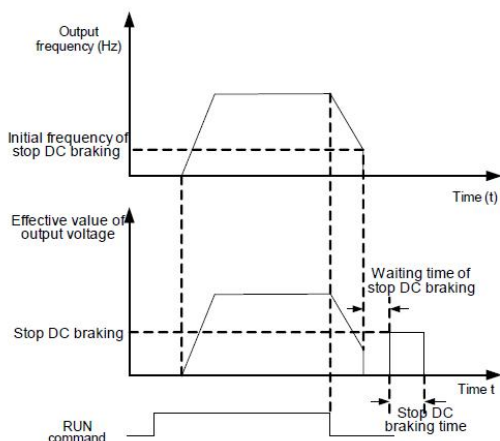 Output
frequency (Hz)
Initial frequency of
stop DC braking
Time (t)
Effective value of
output voltage
Waiting time of
stop DC braking
Stop DC braking
Time t
Stop DC
braking time
RUN
command